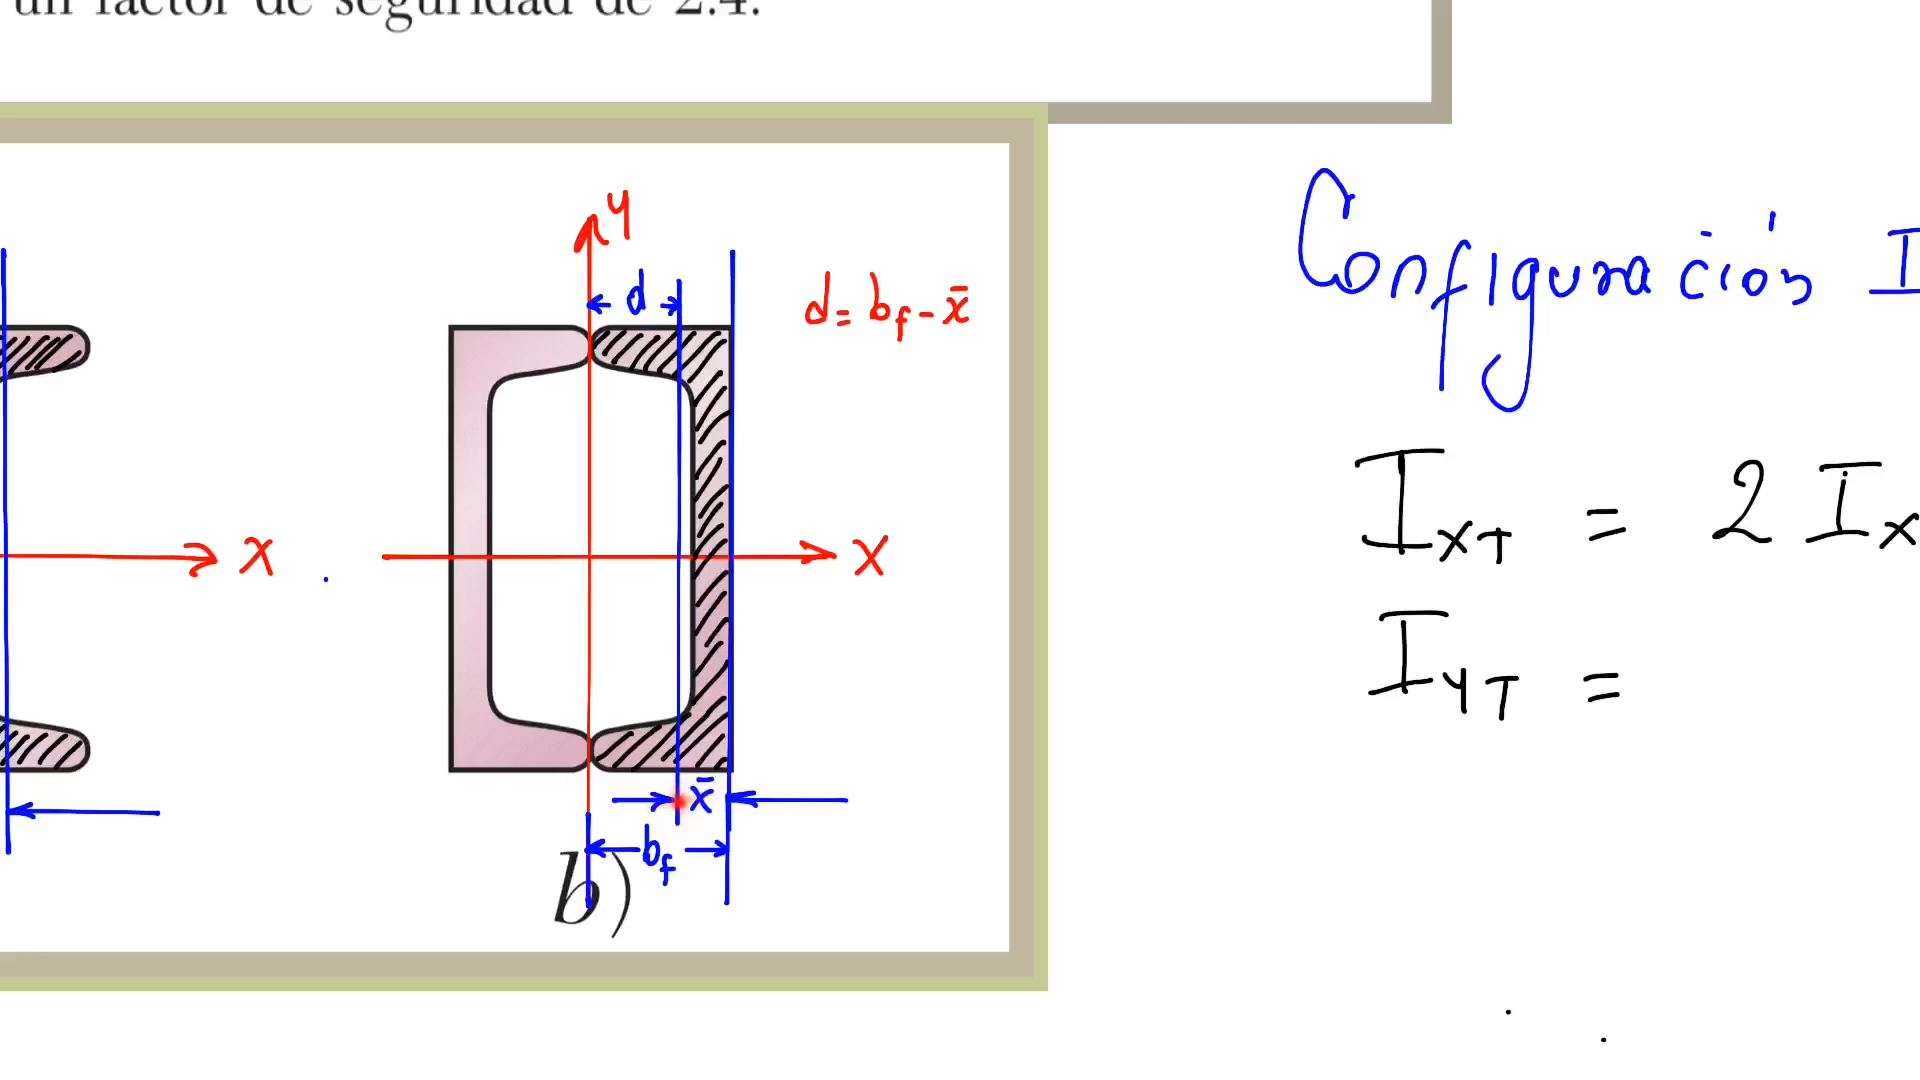 un factor de seguridad de 2.4.
y
d
d = b_f - x̄
Configuración I
x
x
I_xT = 2 I_x
I_yT =
x̄
b_f
b)